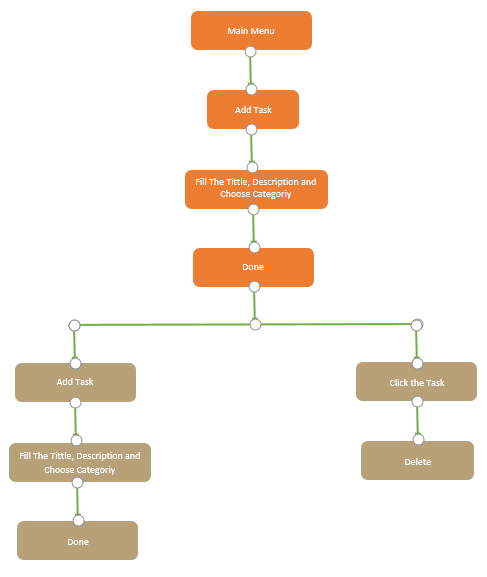 Main Menu
Add Task
Fill The Tittle, Description and
Choose Categoriy
Done
Add Task
Fill The Tittle, Description and
Choose Categoriy
Done
Click the Task
Delete